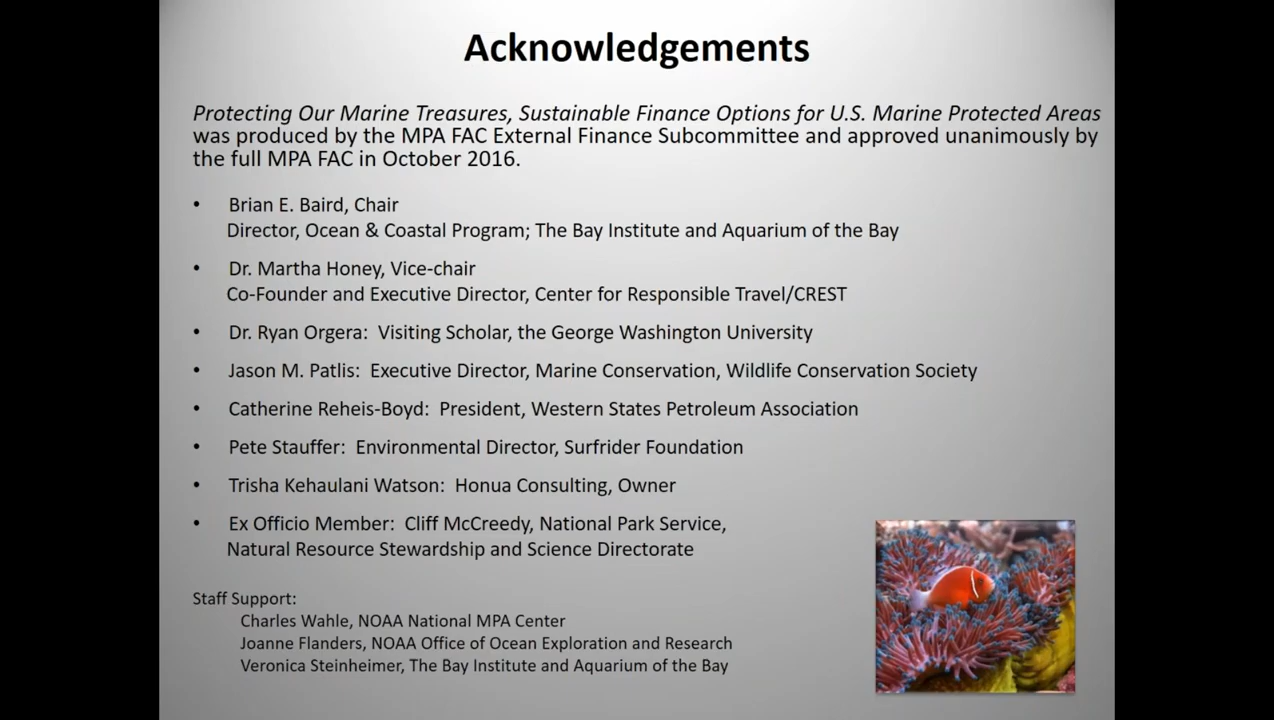 Acknowledgements
Protecting Our Marine Treasures, Sustainable Finance Options for U.S. Marine Protected Areas
was produced by the MPA FAC External Finance Subcommittee and approved unanimously by
the full MPA FAC in October 2016.
• Brian E. Baird, Chair
Director, Ocean & Coastal Program; The Bay Institute and Aquarium of the Bay
• Dr. Martha Honey, Vice-chair
Co-Founder and Executive Director, Center for Responsible Travel/CREST
• Dr. Ryan Orgera:  Visiting Scholar, the George Washington University
• Jason M. Patlis:  Executive Director, Marine Conservation, Wildlife Conservation Society
• Catherine Reheis-Boyd:  President, Western States Petroleum Association
• Pete Stauffer:  Environmental Director, Surfrider Foundation
• Trisha Kehaulani Watson:  Honua Consulting, Owner
• Ex Officio Member:  Cliff McCreedy, National Park Service,
Natural Resource Stewardship and Science Directorate
Staff Support:
Charles Wahle, NOAA National MPA Center
Joanne Flanders, NOAA Office of Ocean Exploration and Research
Veronica Steinheimer, The Bay Institute and Aquarium of the Bay